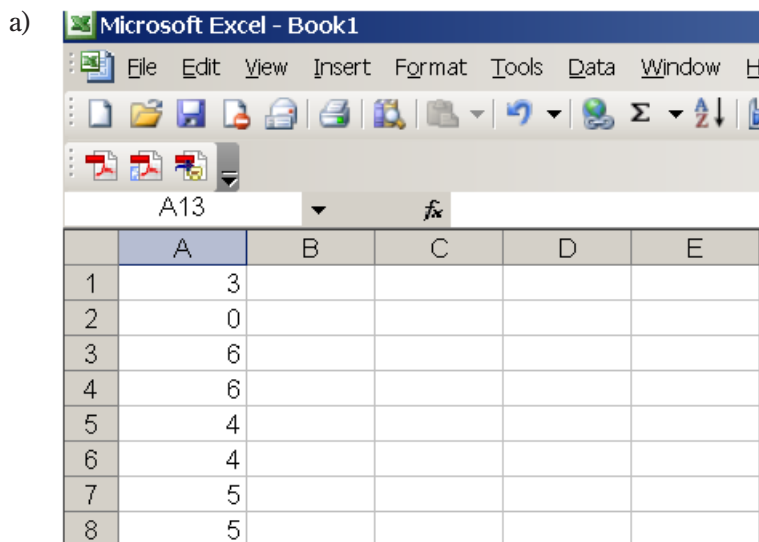 a)
Microsoft Excel - Book1
File Edit View Insert Format Tools Data Window H
Σ A Z
A13 fx
A B C D E
1 3
2 0
3 6
4 6
5 4
6 4
7 5
8 5